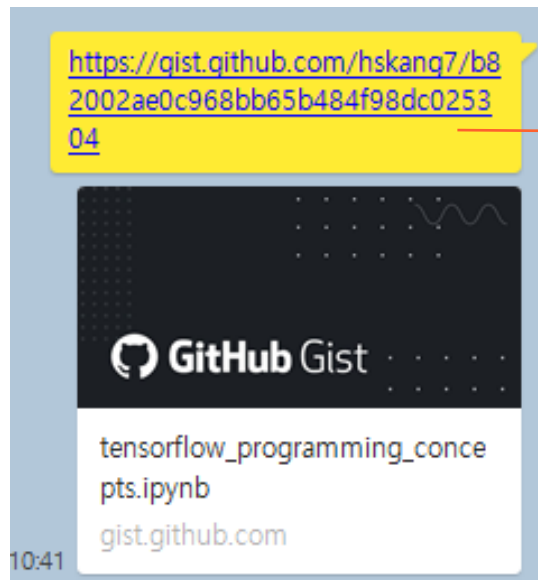 https://gist.github.com/hskang7/b8
2002ae0c968bb65b484f98dc0253
04
GitHub Gist
tensorflow_programming_conce
pts.ipynb
gist.github.com
10:41